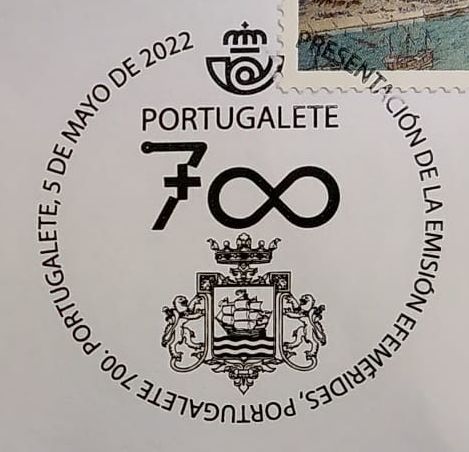 PRESENTACIÓN DE LA EMISIÓN EFEMÉRIDES, PORTUGALETE 700. PORTUGALETE, 5 DE MAYO DE 2022
PORTUGALETE
700